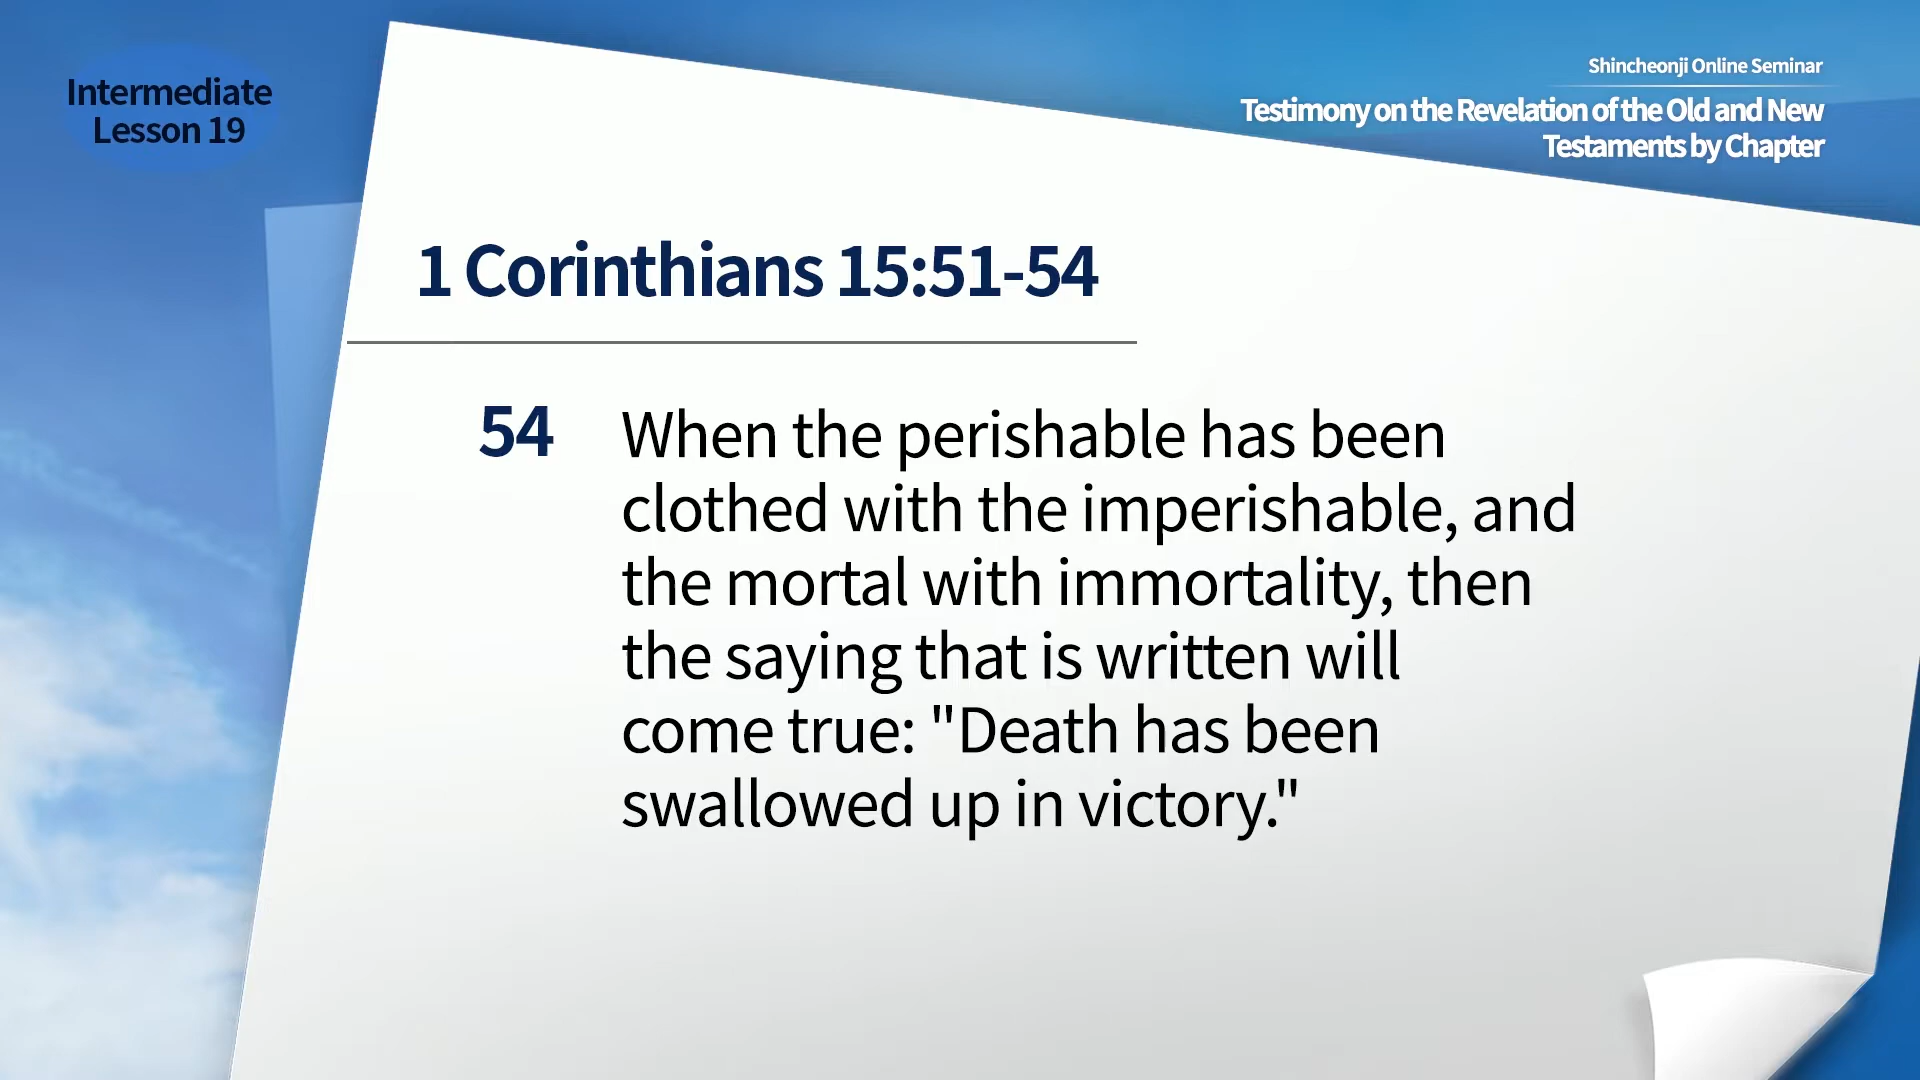 Intermediate
Lesson 19
Shincheonji Online Seminar
Testimony on the Revelation of the Old and New
Testaments by Chapter
1 Corinthians 15:51-54
54 When the perishable has been
clothed with the imperishable, and
the mortal with immortality, then
the saying that is written will
come true: "Death has been
swallowed up in victory."